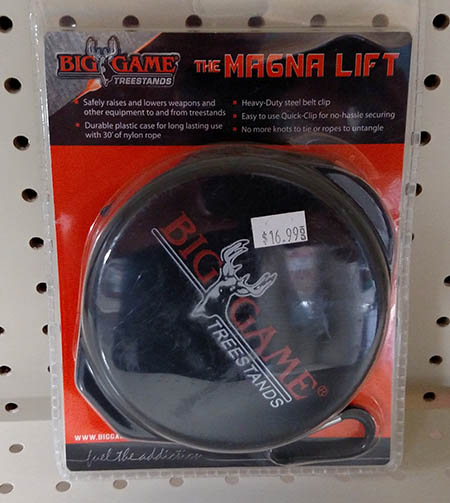 BIG GAME
TREESTANDS
THE MAGNA LIFT
Safely raises and lowers weapons and
other equipment to and from treestands
Durable plastic case for long lasting use
with 30' of nylon rope
Heavy-Duty steel belt clip
Easy to use Quick-Clip for no-hassle securing
No more knots to tie or ropes to untangle
$16.99
BIG GAME®
TREESTANDS
fuel the addiction